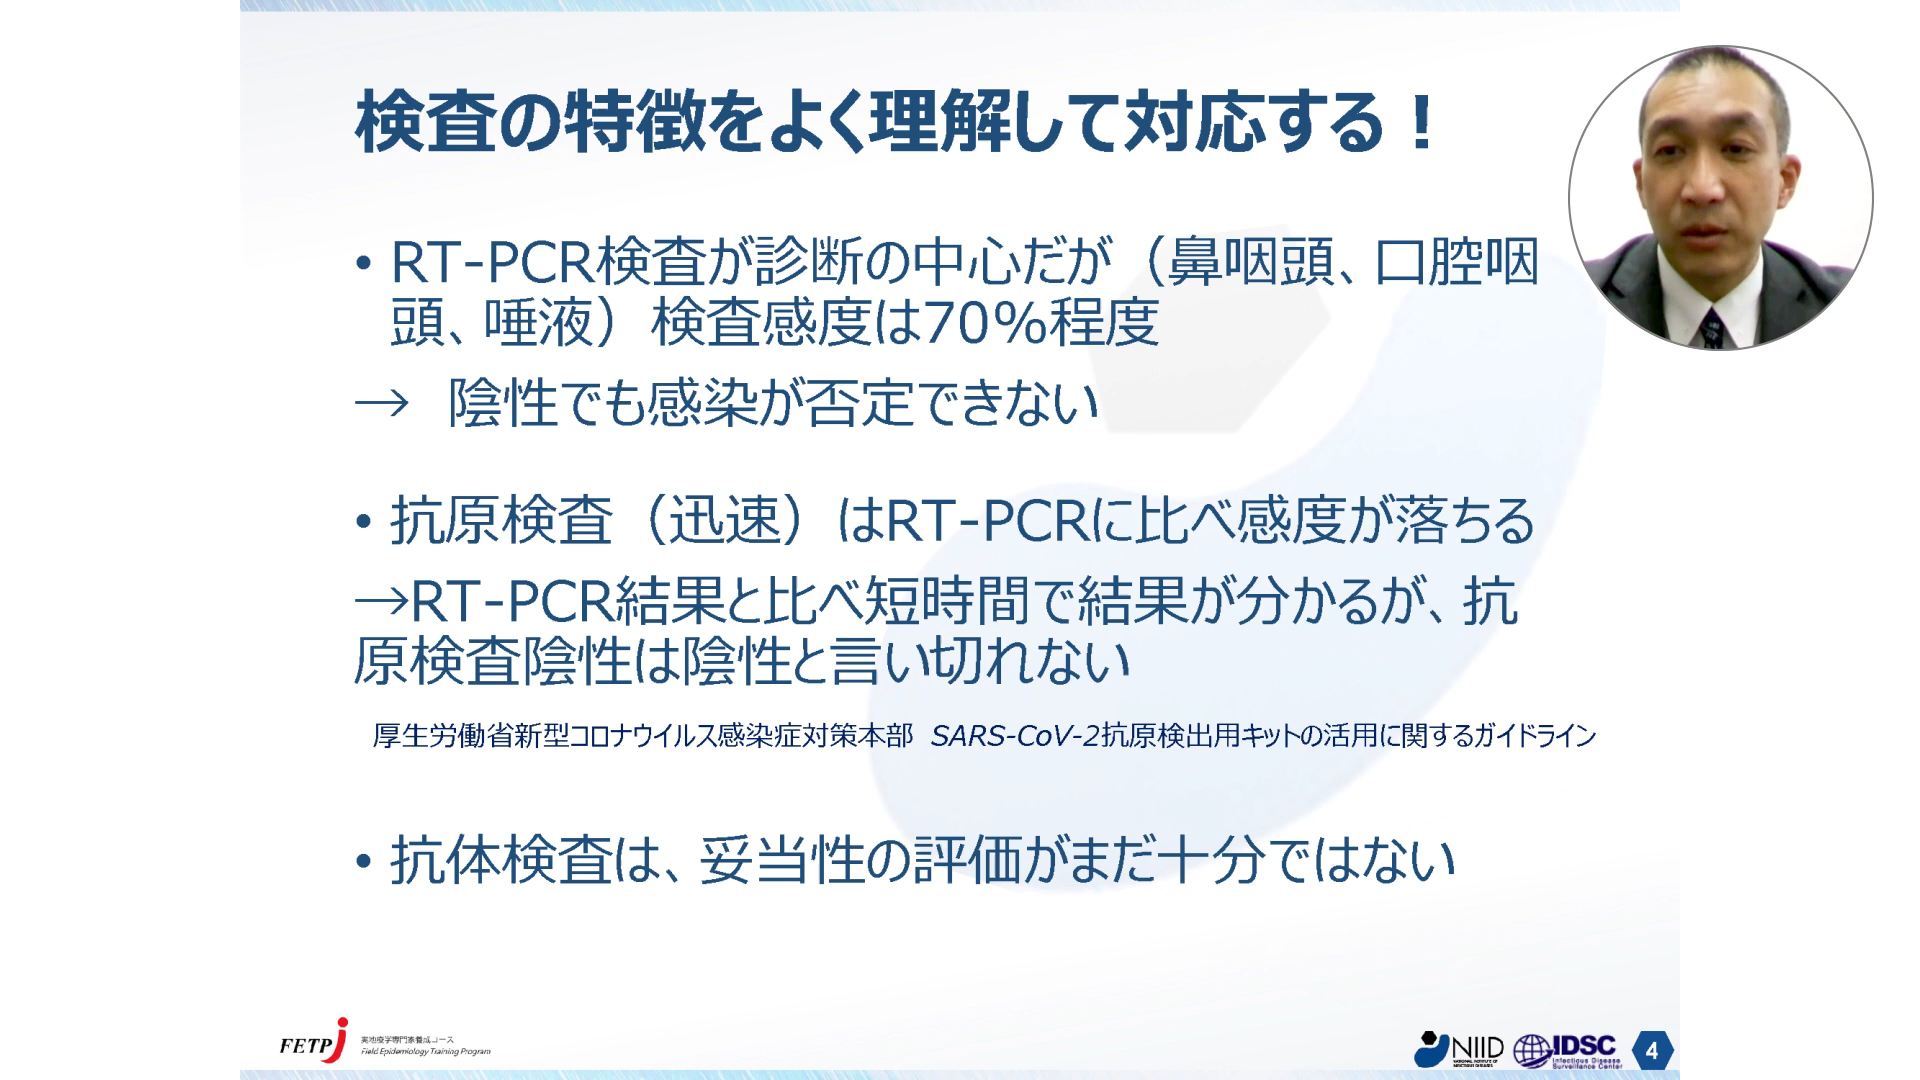 検査の特徴をよく理解して対応する！
• RT-PCR検査が診断の中心だが（鼻咽頭、口腔咽
頭、唾液）検査感度は70%程度
→ 陰性でも感染が否定できない
• 抗原検査（迅速）はRT-PCRに比べ感度が落ちる
→RT-PCR結果と比べ短時間で結果が分かるが、抗
原検査陰性は陰性と言い切れない
厚生労働省新型コロナウイルス感染症対策本部 SARS-CoV-2抗原検出用キットの活用に関するガイドライン
• 抗体検査は、妥当性の評価がまだ十分ではない
FETP j
実地疫学専門家養成コース
Field Epidemiology Training Program
NIID
NATIONAL INSTITUTE OF
INFECTIOUS DISEASES
IDSC
Infectious Disease
Surveillance Center
4